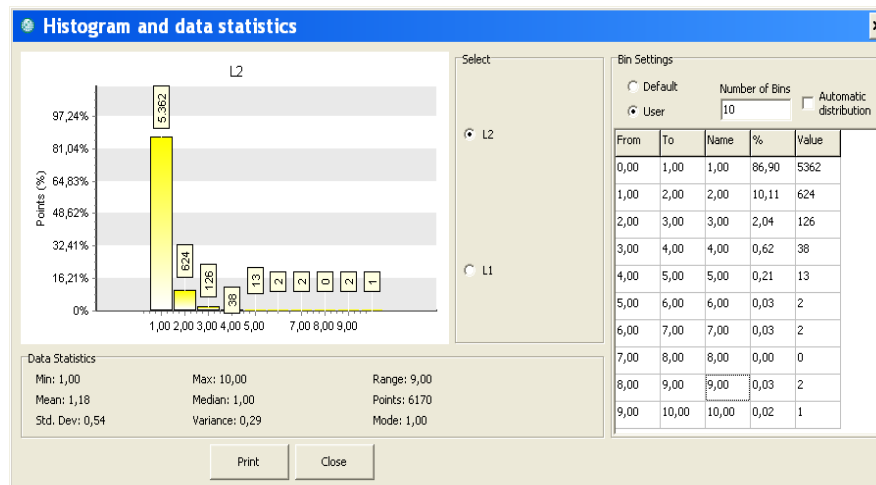 Histogram and data statistics
L2
Points (%)
97,24%
81,04%
64,83%
48,62%
32,41%
16,21%
0%
5.362
624
126
38
13
2
2
0
2
1
1,00 2,00 3,00 4,00 5,00 7,00 8,00 9,00
Select
L2
L1
Bin Settings
Default
User
Number of Bins
10
Automatic
distribution
From To Name % Value
0,00 1,00 1,00 86,90 5362
1,00 2,00 2,00 10,11 624
2,00 3,00 3,00 2,04 126
3,00 4,00 4,00 0,62 38
4,00 5,00 5,00 0,21 13
5,00 6,00 6,00 0,03 2
6,00 7,00 7,00 0,03 2
7,00 8,00 8,00 0,00 0
8,00 9,00 9,00 0,03 2
9,00 10,00 10,00 0,02 1
Data Statistics
Min: 1,00 Max: 10,00 Range: 9,00
Mean: 1,18 Median: 1,00 Points: 6170
Std. Dev: 0,54 Variance: 0,29 Mode: 1,00
Print Close